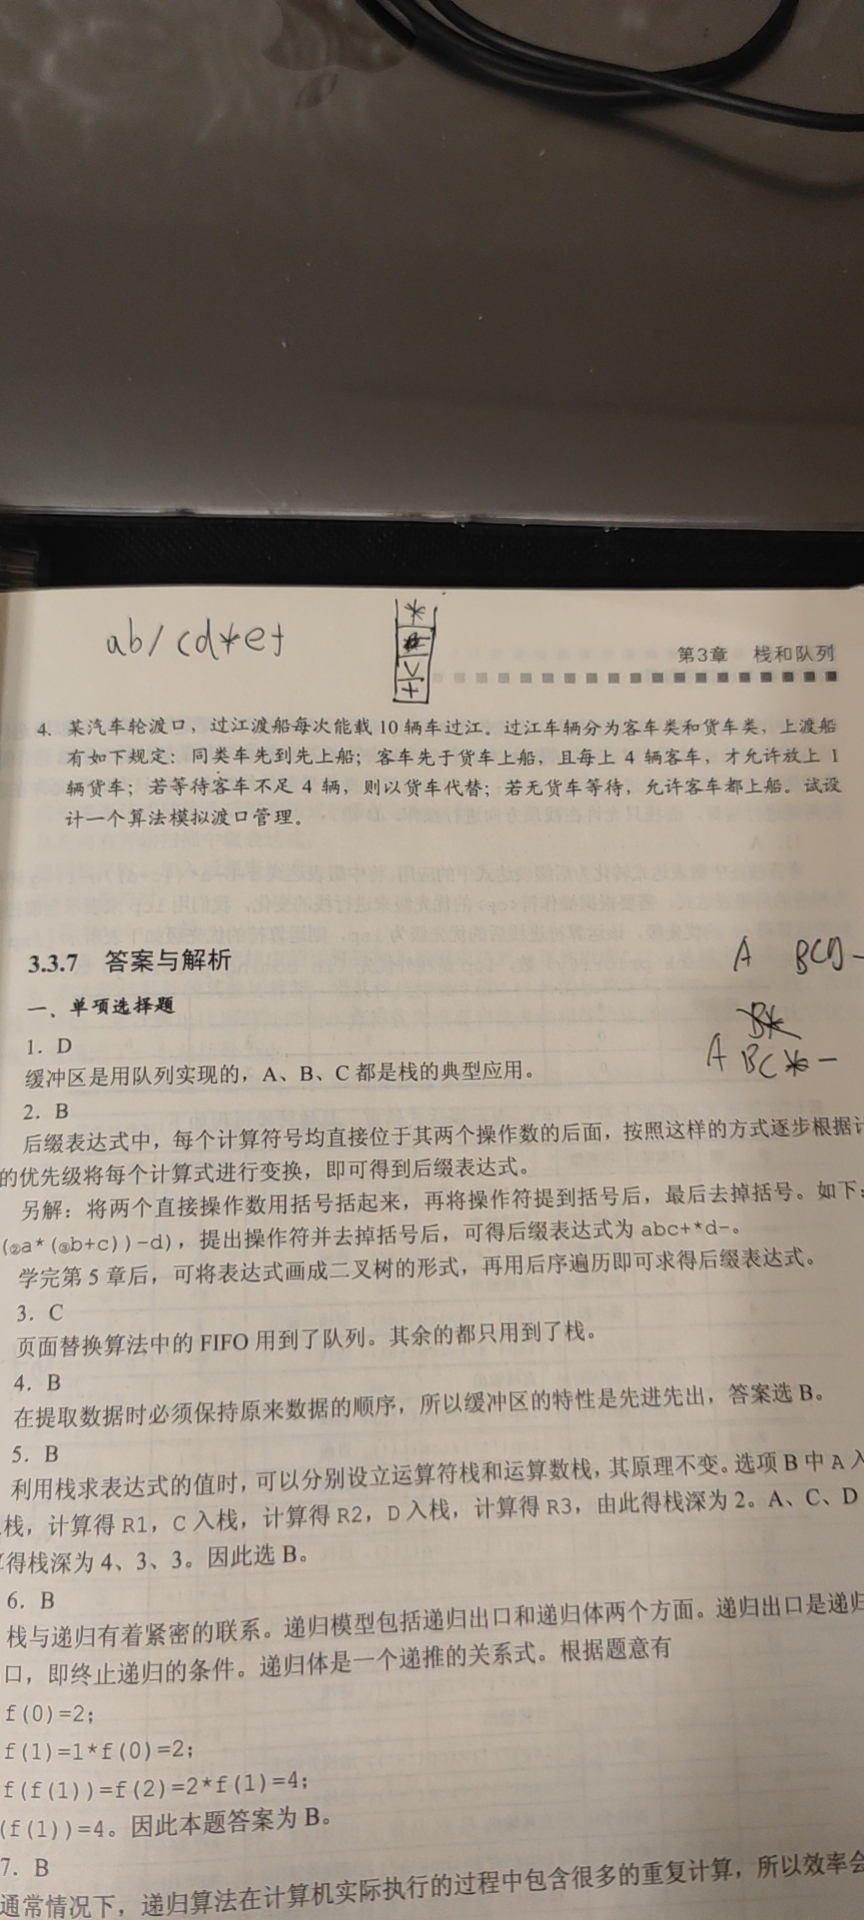 ab/cd*e+
第3章 栈和队列
4. 某汽车轮渡口，过江渡船每次能载 10 辆车过江。过江车辆分为客车类和货车类，上渡船
有如下规定：同类车先到先上船；客车先于货车上船，且每上 4 辆客车，才允许放上 1
辆货车；若等待客车不足 4 辆，则以货车代替；若无货车等待，允许客车都上船。试设
计一个算法模拟渡口管理。
A BCD-
3.3.7 答案与解析
一、单项选择题
A BC*-
1. D
缓冲区是用队列实现的，A、B、C 都是栈的典型应用。
2. B
后缀表达式中，每个计算符号均直接位于其两个操作数的后面，按照这样的方式逐步根据计
的优先级将每个计算式进行变换，即可得到后缀表达式。
另解：将两个直接操作数用括号括起来，再将操作符提到括号后，最后去掉括号。如下：
(②a*(③b+c))-d)，提出操作符并去掉括号后，可得后缀表达式为 abc+*d-。
学完第 5 章后，可将表达式画成二叉树的形式，再用后序遍历即可求得后缀表达式。
3. C
页面替换算法中的 FIFO 用到了队列。其余的都只用到了栈。
4. B
在提取数据时必须保持原来数据的顺序，所以缓冲区的特性是先进先出，答案选 B。
5. B
利用栈求表达式的值时，可以分别设立运算符栈和运算数栈，其原理不变。选项 B 中 A 入
栈，计算得 R1，C 入栈，计算得 R2，D 入栈，计算得 R3，由此得栈深为 2。A、C、D
得栈深为 4、3、3。因此选 B。
6. B
栈与递归有着紧密的联系。递归模型包括递归出口和递归体两个方面。递归出口是递归
口，即终止递归的条件。递归体是一个递推的关系式。根据题意有
f(0)=2;
f(1)=1*f(0)=2;
f(f(1))=f(2)=2*f(1)=4;
(f(1))=4。因此本题答案为 B。
7. B
通常情况下，递归算法在计算机实际执行的过程中包含很多的重复计算，所以效率会